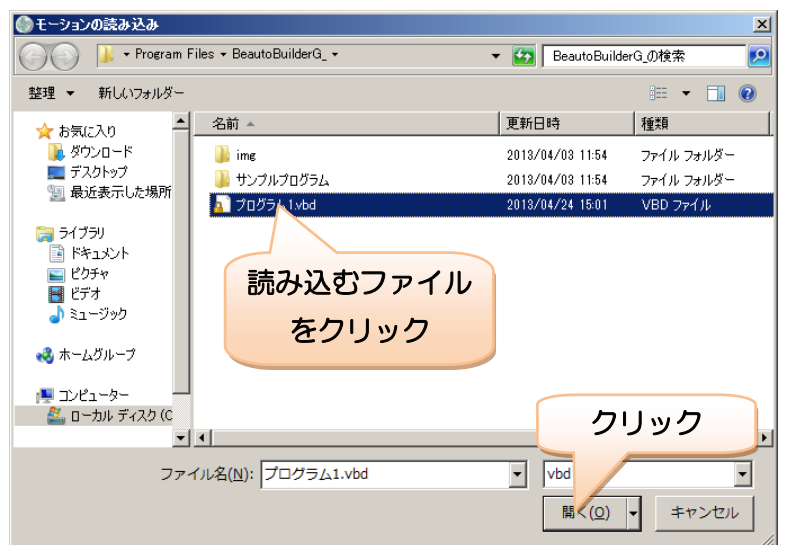 モーションの読み込み
Program Files BeautoBuilderG_
BeautoBuilderG_の検索
整理 新しいフォルダー
名前 更新日時 種類
お気に入り
ダウンロード
デスクトップ
最近表示した場所
ライブラリ
ドキュメント
ピクチャ
ビデオ
ミュージック
ホームグループ
コンピューター
ローカル ディスク (C
img 2013/04/03 11:54 ファイル フォルダー
サンプルプログラム 2013/04/03 11:54 ファイル フォルダー
プログラム1.vbd 2013/04/24 15:01 VBD ファイル
読み込むファイル
をクリック
クリック
ファイル名(N): プログラム1.vbd
vbd
開く(O) キャンセル